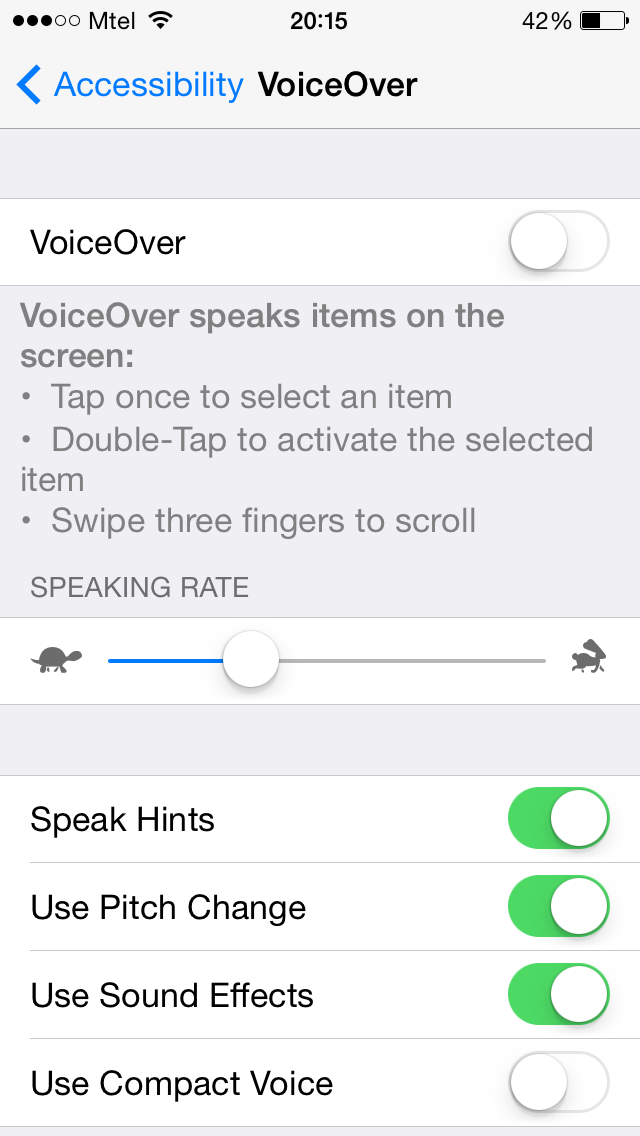 Mtel 20:15 42%
Accessibility VoiceOver
VoiceOver
VoiceOver speaks items on the
screen:
• Tap once to select an item
• Double-Tap to activate the selected
item
• Swipe three fingers to scroll
SPEAKING RATE
Speak Hints
Use Pitch Change
Use Sound Effects
Use Compact Voice